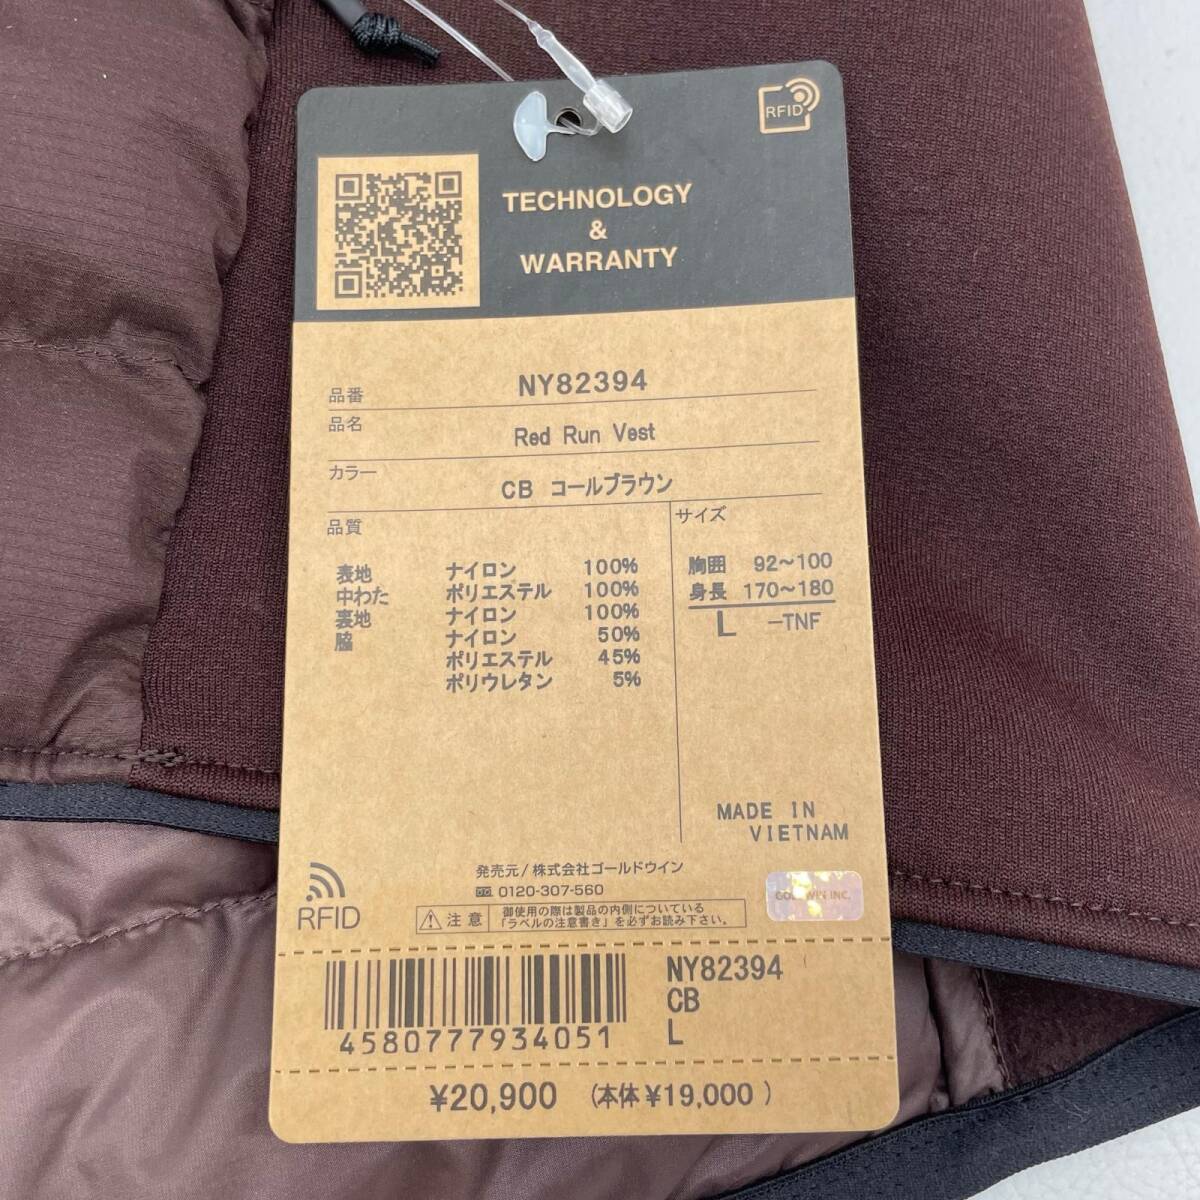 RFID
TECHNOLOGY
&
WARRANTY
品番 NY82394
品名 Red Run Vest
カラー CB コールブラウン
品質
サイズ
表地 ナイロン 100%
中わた ポリエステル 100%
裏地 ナイロン 100%
脇 ナイロン 50%
ポリエステル 45%
ポリウレタン 5%
胸囲 92～100
身長 170～180
L -TNF
MADE IN
VIETNAM
発売元/株式会社ゴールドウイン
0120-307-560
RFID
注意
御使用の際は製品の内側についている
「ラベルの注意書き」を必ずお読み下さい。
GOLDWIN INC.
4580777934051
NY82394
CB
L
¥20,900 (本体¥19,000 )